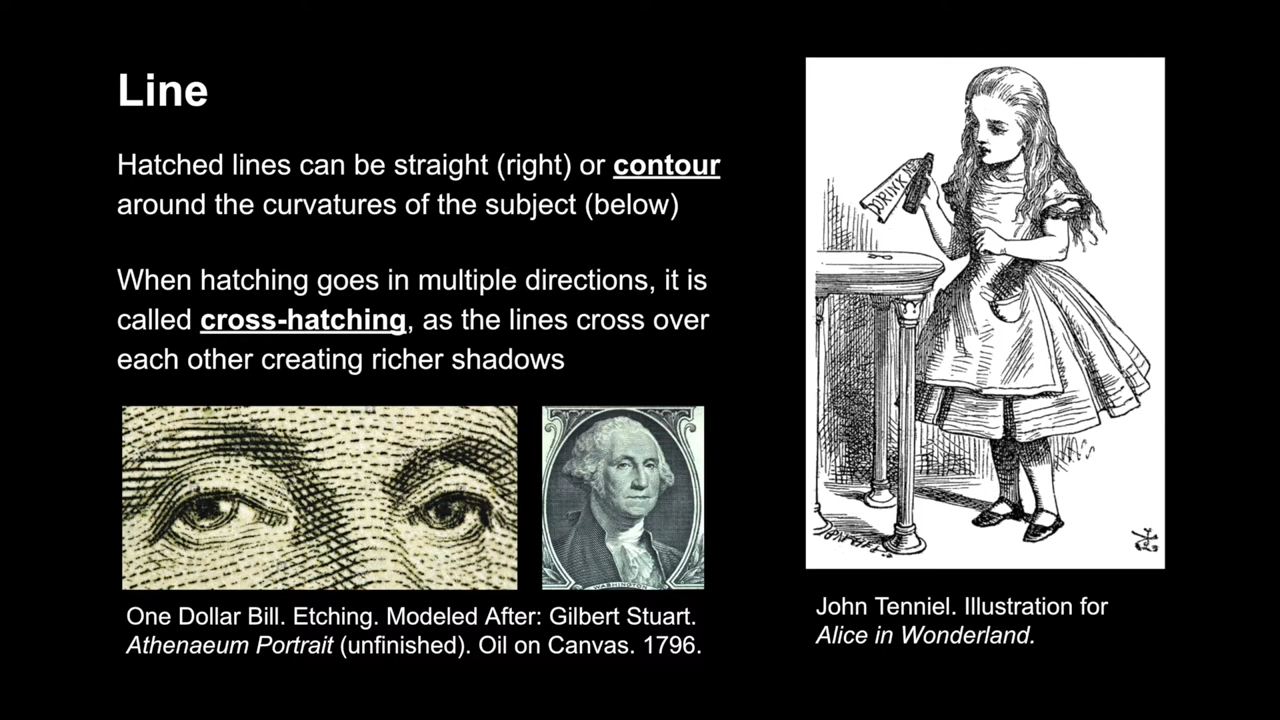 Line
Hatched lines can be straight (right) or contour
around the curvatures of the subject (below)
When hatching goes in multiple directions, it is
called cross-hatching, as the lines cross over
each other creating richer shadows
WASHINGTON
One Dollar Bill. Etching. Modeled After: Gilbert Stuart.
Athenaeum Portrait (unfinished). Oil on Canvas. 1796.
DRINK
John Tenniel. Illustration for
Alice in Wonderland.